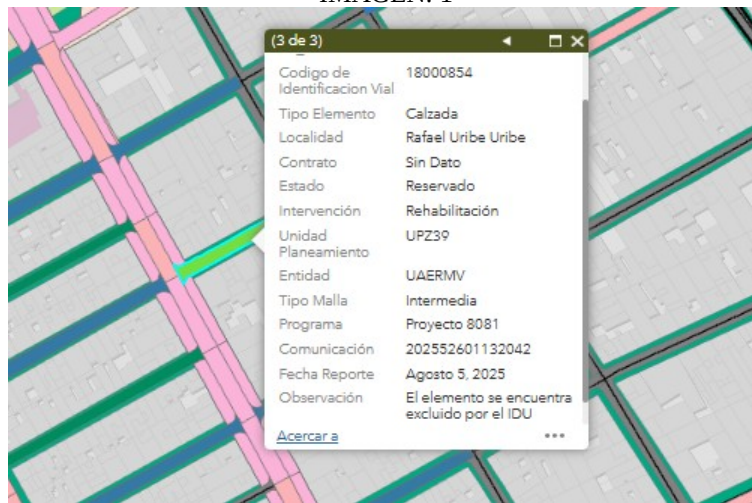 IMAGEN: 1
(3 de 3)
Codigo de Identificacion Vial 18000854
Tipo Elemento Calzada
Localidad Rafael Uribe Uribe
Contrato Sin Dato
Estado Reservado
Intervención Rehabilitación
Unidad Planeamiento UPZ39
Entidad UAERMV
Tipo Malla Intermedia
Programa Proyecto 8081
Comunicación 202552601132042
Fecha Reporte Agosto 5, 2025
Observación El elemento se encuentra
excluido por el IDU
Acercar a